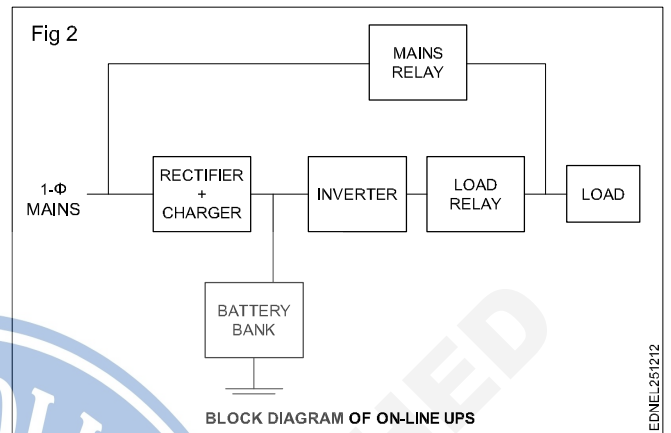 Fig 2
MAINS
RELAY
1-Φ
MAINS
RECTIFIER
+
CHARGER
INVERTER
LOAD
RELAY
LOAD
BATTERY
BANK
BLOCK DIAGRAM OF ON-LINE UPS
EDNEL251212